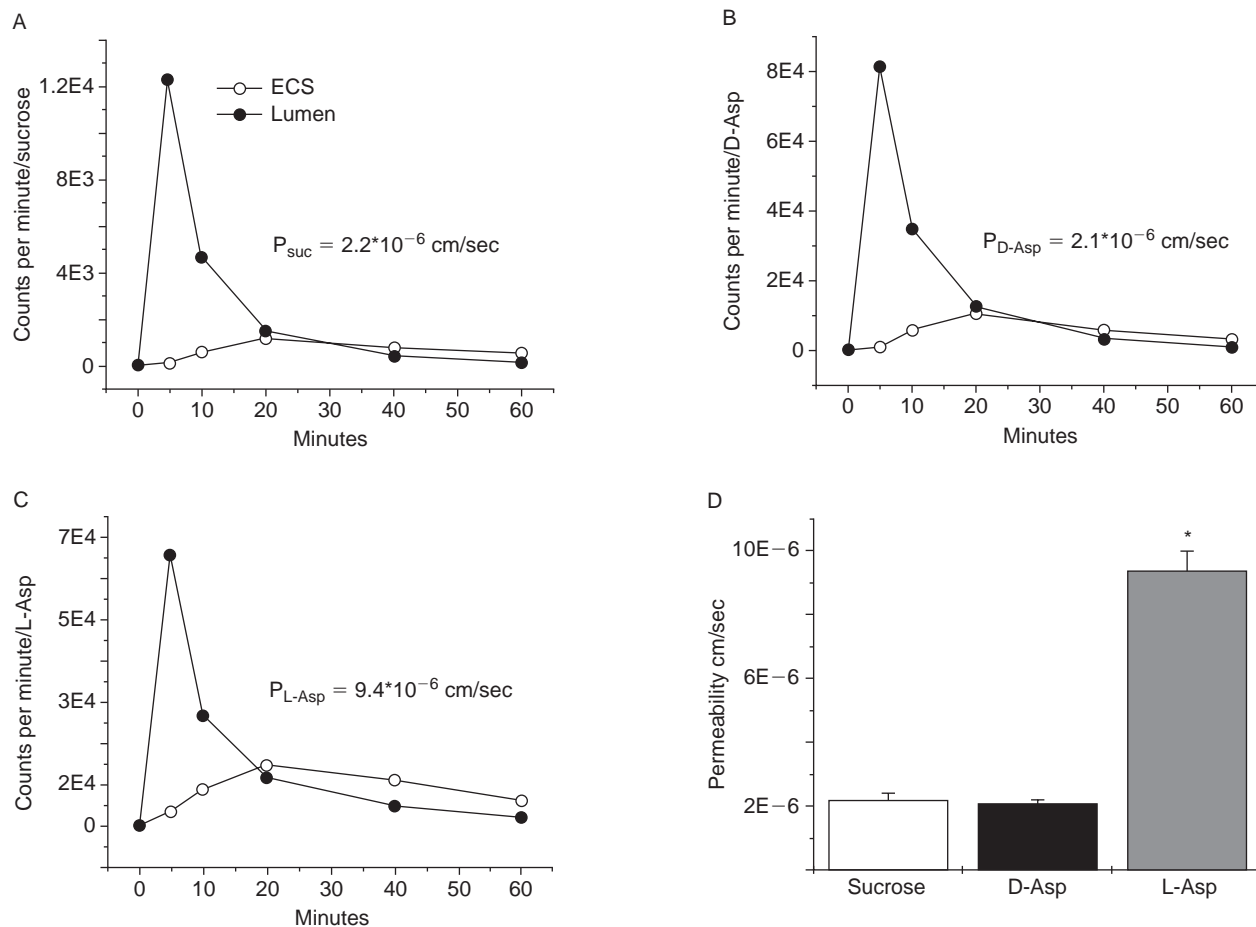 A
Counts per minute/sucrose
1.2E4
8E3
4E3
0
ECS
Lumen
P_suc = 2.2*10^−6 cm/sec
0 10 20 30 40 50 60
Minutes
B
Counts per minute/D-Asp
8E4
6E4
4E4
2E4
0
P_D-Asp = 2.1*10^−6 cm/sec
0 10 20 30 40 50 60
Minutes
C
Counts per minute/L-Asp
7E4
5E4
3E4
2E4
0
P_L-Asp = 9.4*10^−6 cm/sec
0 10 20 30 40 50 60
Minutes
D
Permeability cm/sec
10E−6
6E−6
2E−6
*
Sucrose D-Asp L-Asp